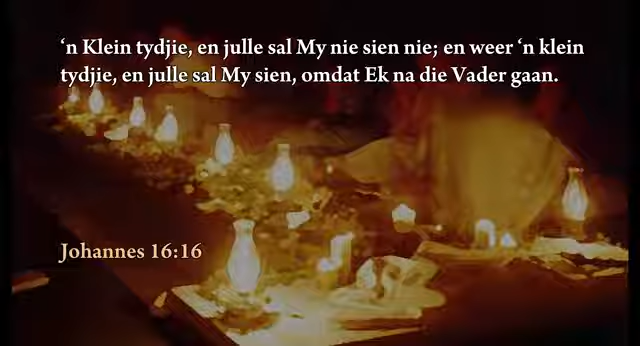 ‘n Klein tydjie, en julle sal My nie sien nie; en weer ‘n klein
tydjie, en julle sal My sien, omdat Ek na die Vader gaan.
Johannes 16:16